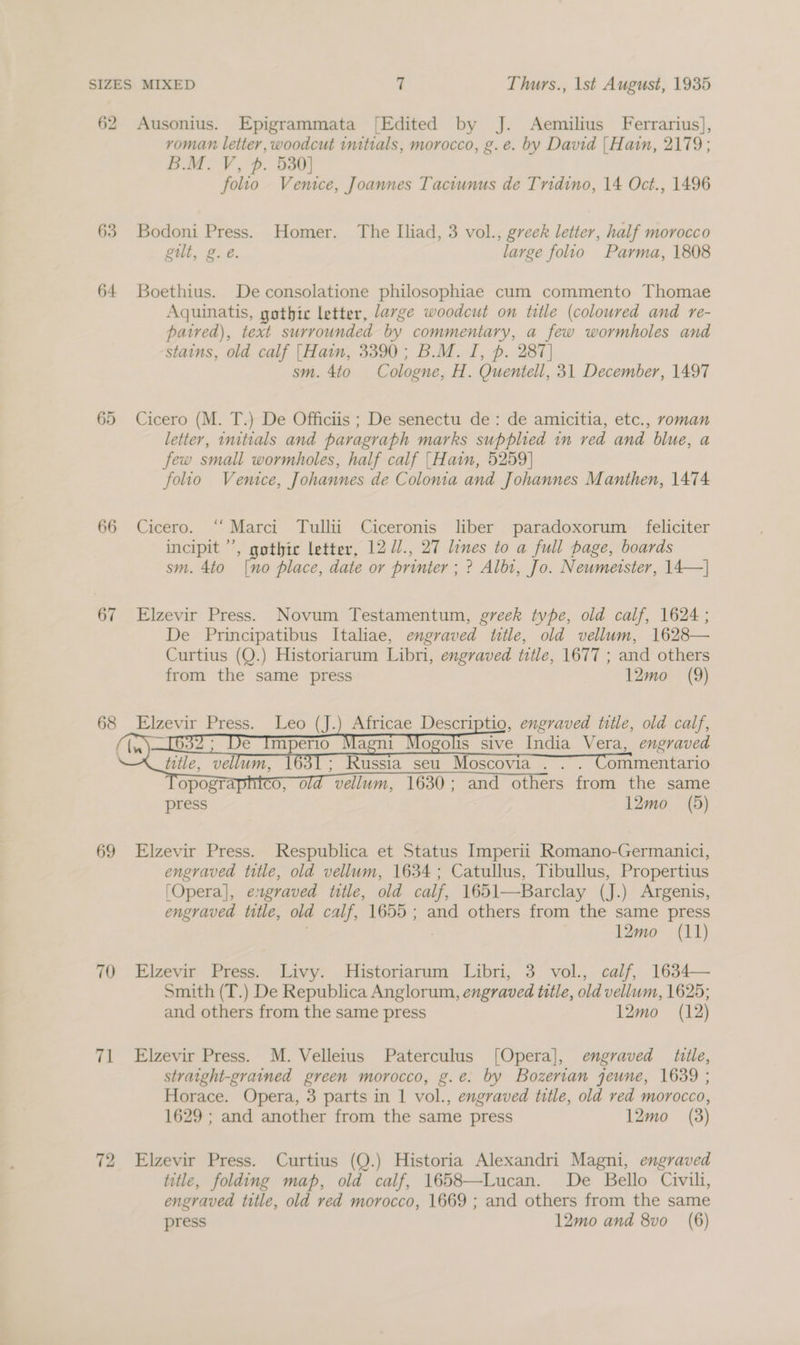 SIZES MIXED 7 Thurs., 1st August, 1935
62 Ausonius. Epigrammata [Edited by J. Aemilius Ferrarius],
roman letter, woodcut initials, morocco, g. e. by David [Hain, 2179;
B.M. V, p. 530]
folio Venice, Joannes Tacuinus de Tridino, 14 Oct., 1496
63 Bodoni Press. Homer. The Iliad, 3 vol., greek letter, half morocco
gilt, g. e. large folio Parma, 1808
64 Boethius. De consolatione philosophiae cum commento Thomae
Aquinatis, gothic letter, large woodcut on title (coloured and re-
paired), text surrounded by commentary, a few wormholes and
stains, old calf [Hain, 3390; B.M. I, p. 287]
sm. 4to Cologne, H. Quentell, 31 December, 1497
65 Cicero (M. T.) De Officiis; De senectu de: de amicitia, etc., roman
letter, initials and paragraph marks supplied in red and blue, a
few small wormholes, half calf [Hain, 5259]
folio Venice, Johannes de Colonia and Johannes Manthen, 1474
66 Cicero. “Marci Tullii Ciceronis liber paradoxorum feliciter
incipit”, gothic letter, 12 ll., 27 lines to a full page, boards
sm. 4to [no place, date or printer; ? Albi, Jo. Neumeister, 14—]
67 Elzevir Press. Novum Testamentum, greek type, old calf, 1624;
De Principatibus Italiae, engraved title, old vellum, 1628—
Curtius (Q.) Historiarum Libri, engraved title, 1677; and others
from the same press 12mo (9)
68 Elzevir Press. Leo (J.) Africae Descriptio, engraved title, old calf,
1632; De Imperio Magni Mogolis sive India Vera, engraved
title, vellum, 1631; Russia seu Moscovia . . . Commentario
Topographico, old vellum, 1630; and others from the same
press 12mo (5)
69 Elzevir Press. Respublica et Status Imperii Romano-Germanici,
engraved title, old vellum, 1634; Catullus, Tibullus, Propertius
[Opera], engraved title, old calf, 1651—Barclay (J.) Argenis,
engraved title, old calf, 1655; and others from the same press
12mo (11)
70 Elzevir Press. Livy. Historiarum Libri, 3 vol., calf, 1634—
Smith (T.) De Republica Anglorum, engraved title, old vellum, 1625;
and others from the same press 12mo (12)
71 Elzevir Press. M. Velleius Paterculus [Opera], engraved title,
straight-grained green morocco, g. e. by Bozerian jeune, 1639;
Horace. Opera, 3 parts in 1 vol., engraved title, old red morocco,
1629; and another from the same press 12mo (3)
72 Elzevir Press. Curtius (Q.) Historia Alexandri Magni, engraved
title, folding map, old calf, 1658—Lucan. De Bello Civili,
engraved title, old red morocco, 1669; and others from the same
press 12mo and 8vo (6)